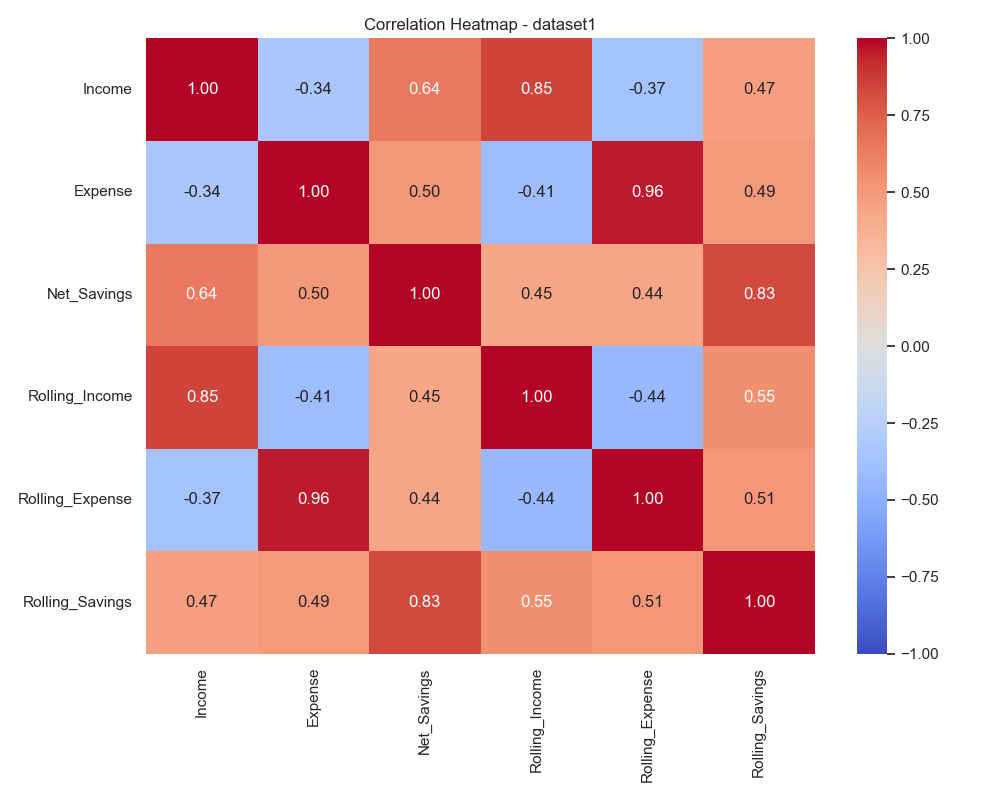 Correlation Heatmap - dataset1
Income 1.00 -0.34 0.64 0.85 -0.37 0.47
Expense -0.34 1.00 0.50 -0.41 0.96 0.49
Net_Savings 0.64 0.50 1.00 0.45 0.44 0.83
Rolling_Income 0.85 -0.41 0.45 1.00 -0.44 0.55
Rolling_Expense -0.37 0.96 0.44 -0.44 1.00 0.51
Rolling_Savings 0.47 0.49 0.83 0.55 0.51 1.00
Income
Expense
Net_Savings
Rolling_Income
Rolling_Expense
Rolling_Savings
1.00
0.75
0.50
0.25
0.00
−0.25
−0.50
−0.75
−1.00